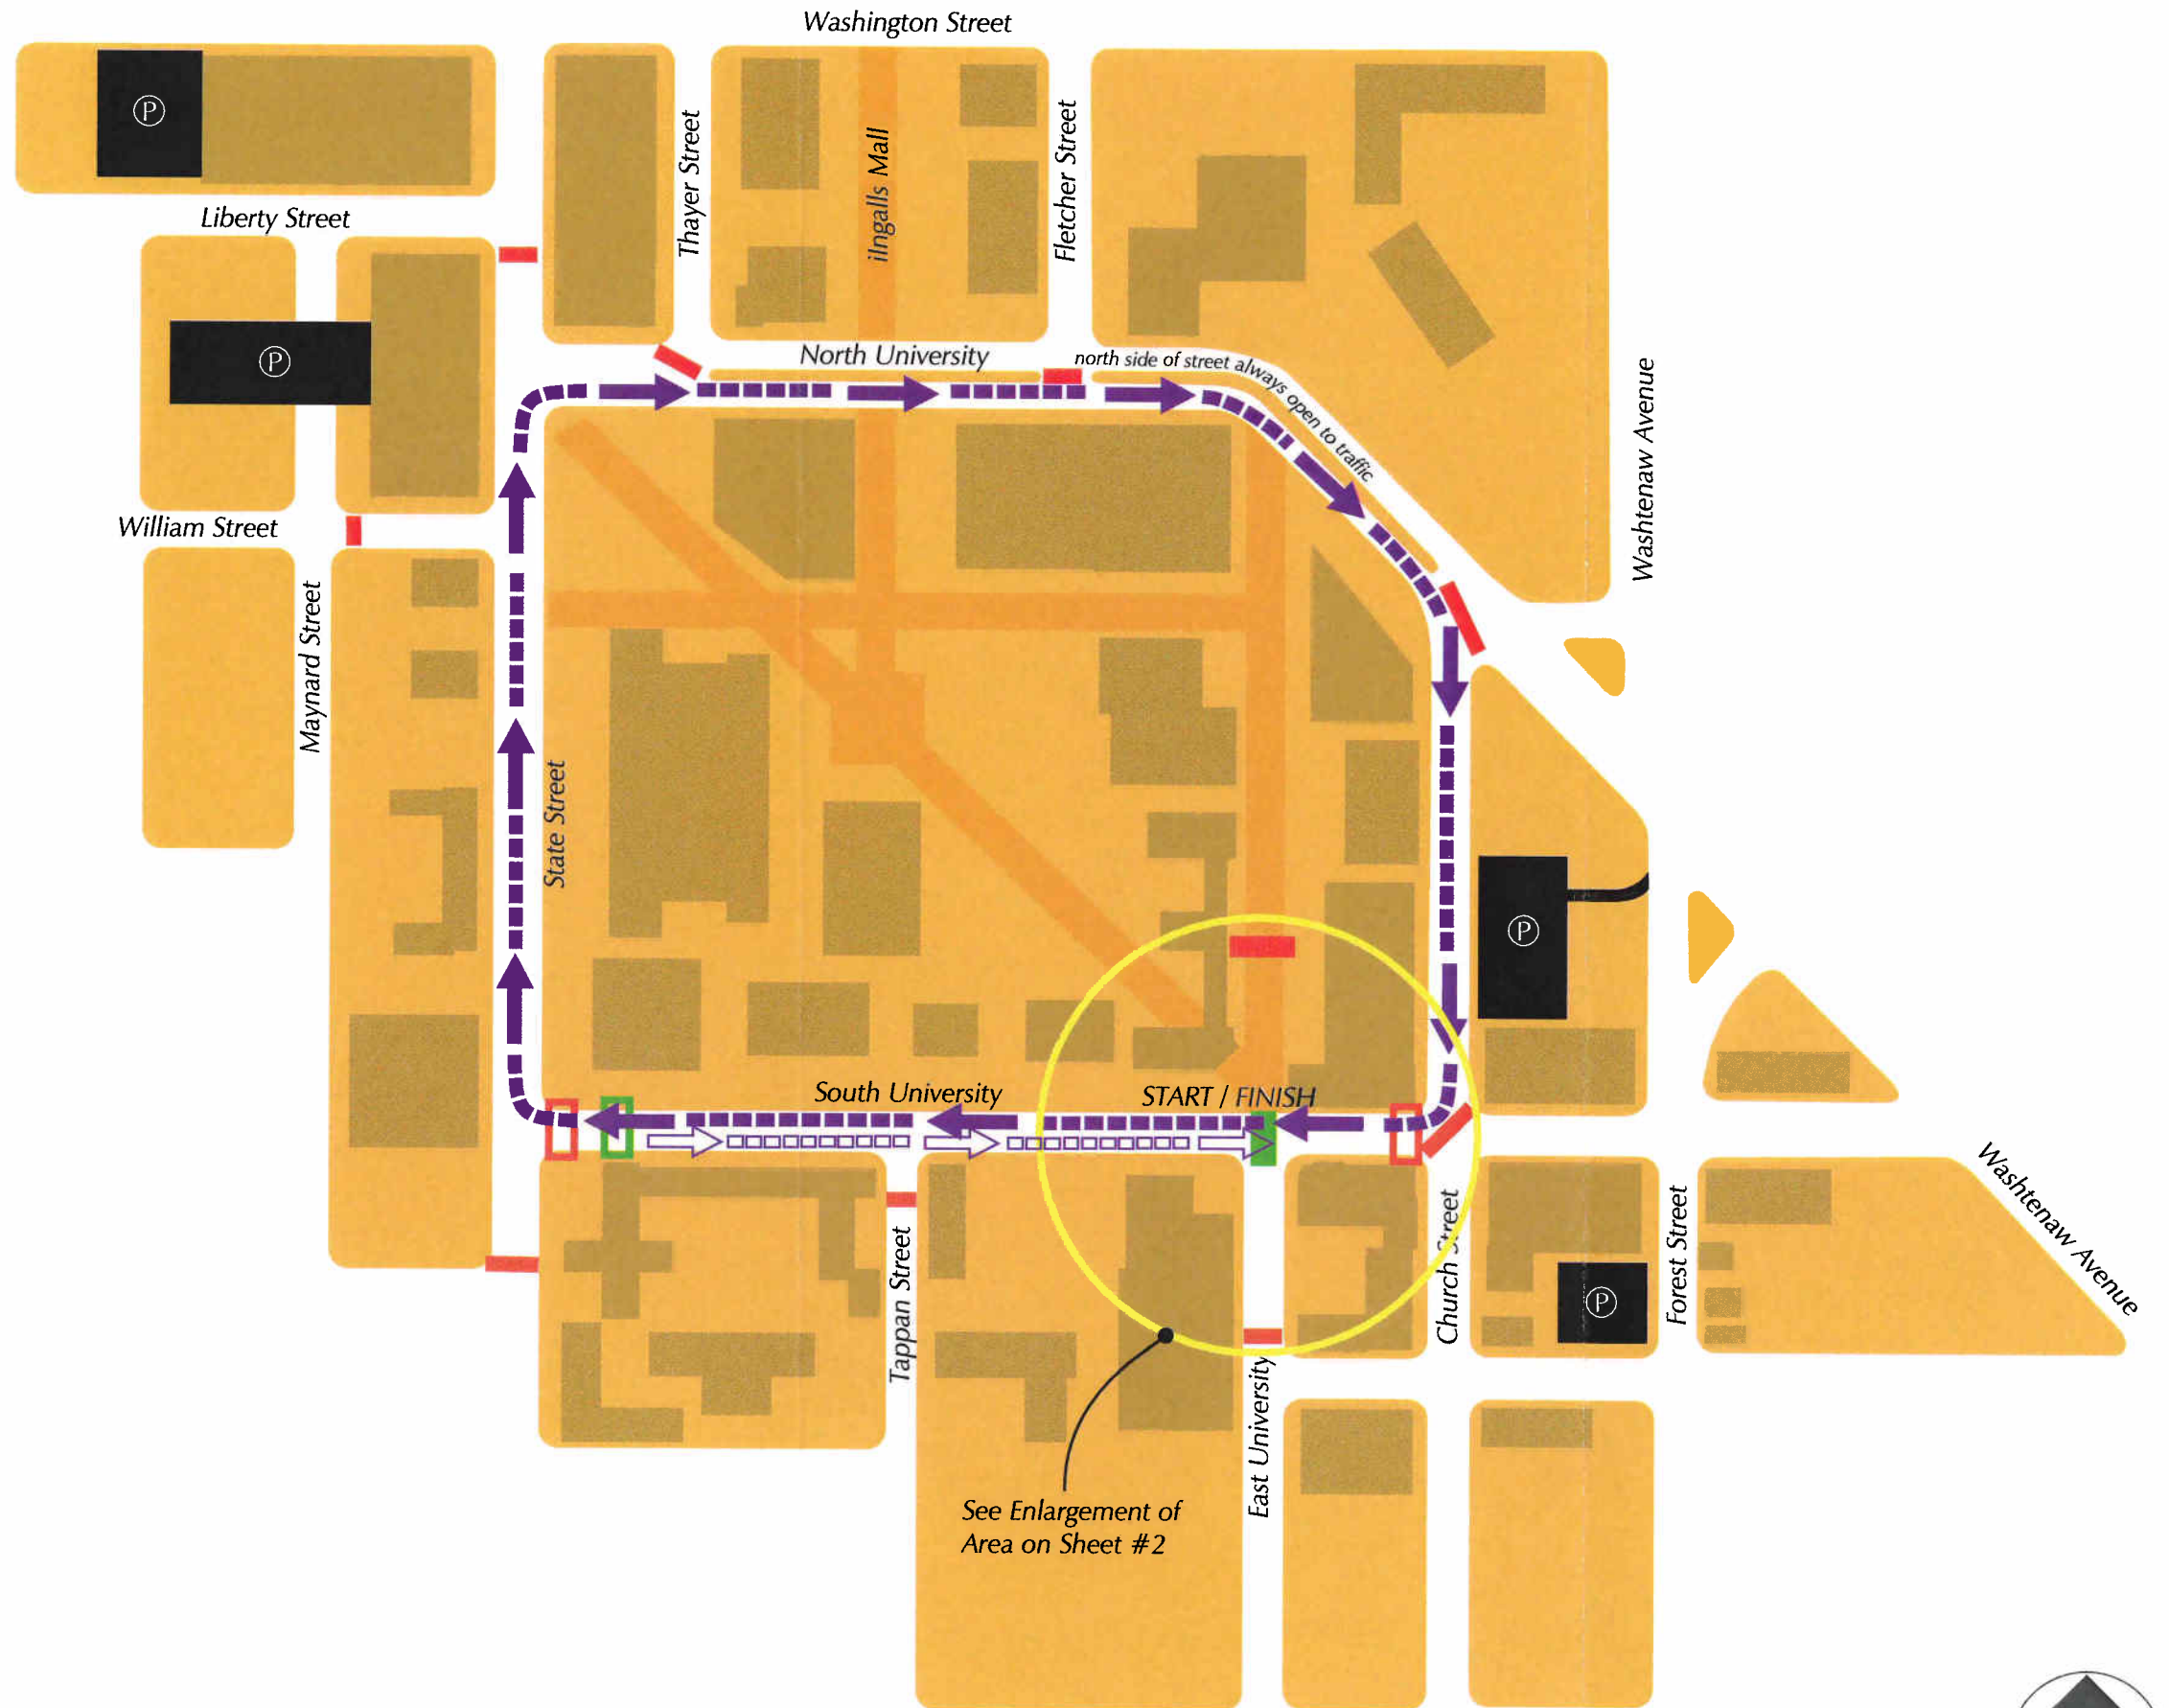 Washington Street
P
Thayer Street
iIngalls Mall
Fletcher Street
Liberty Street
P
North University
north side of street always open to traffic
Washtenaw Avenue
William Street
Maynard Street
State Street
P
South University
START / FINISH
Tappan Street
Church Street
Forest Street
P
Washtenaw Avenue
East University
See Enlargement of
Area on Sheet #2